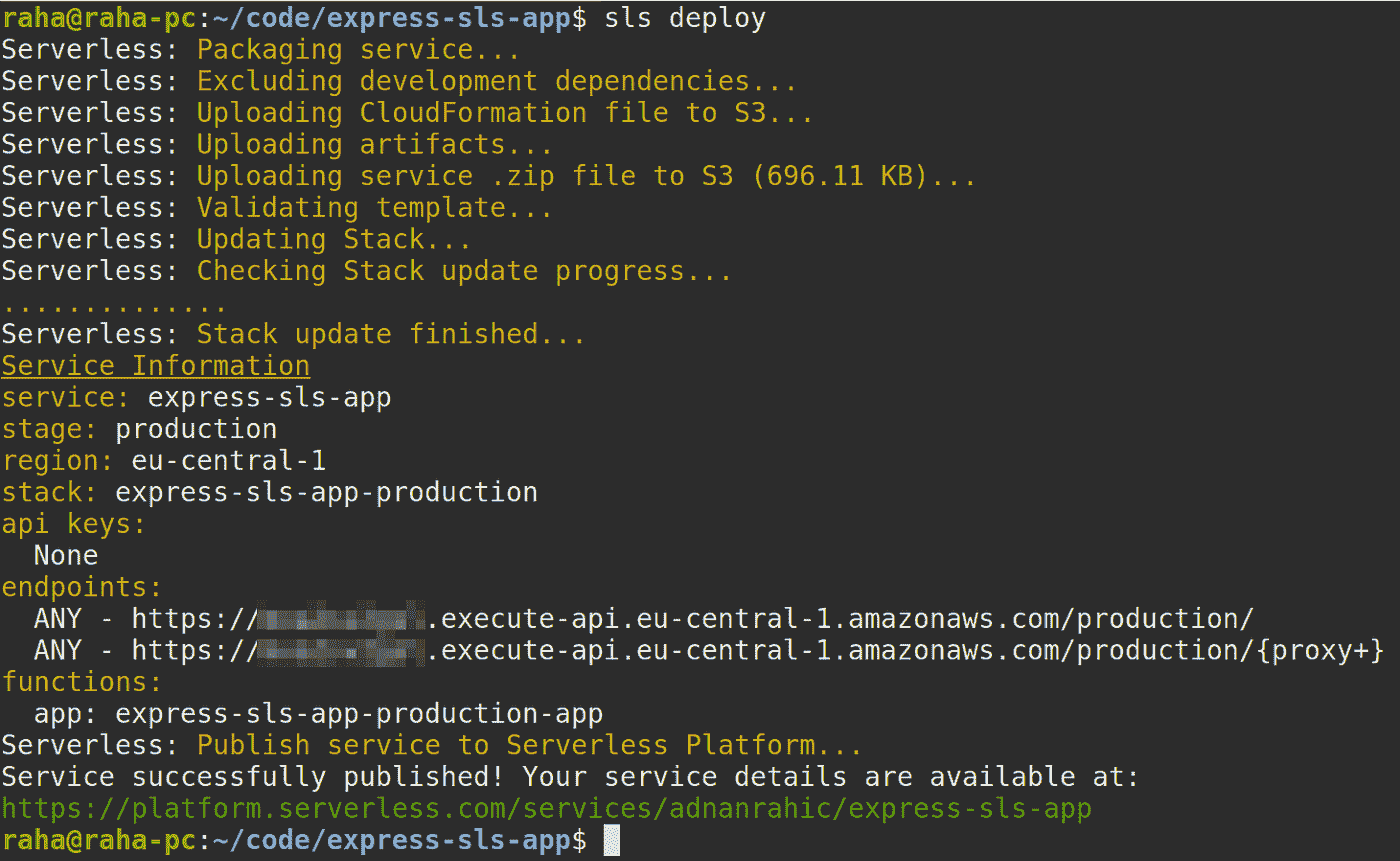 raha@raha-pc:~/code/express-sls-app$ sls deploy
Serverless: Packaging service...
Serverless: Excluding development dependencies...
Serverless: Uploading CloudFormation file to S3...
Serverless: Uploading artifacts...
Serverless: Uploading service .zip file to S3 (696.11 KB)...
Serverless: Validating template...
Serverless: Updating Stack...
Serverless: Checking Stack update progress...
..............
Serverless: Stack update finished...
Service Information
service: express-sls-app
stage: production
region: eu-central-1
stack: express-sls-app-production
api keys:
  None
endpoints:
  ANY - https://.execute-api.eu-central-1.amazonaws.com/production/
  ANY - https://.execute-api.eu-central-1.amazonaws.com/production/{proxy+}
functions:
  app: express-sls-app-production-app
Serverless: Publish service to Serverless Platform...
Service successfully published! Your service details are available at:
https://platform.serverless.com/services/adnanrahic/express-sls-app
raha@raha-pc:~/code/express-sls-app$